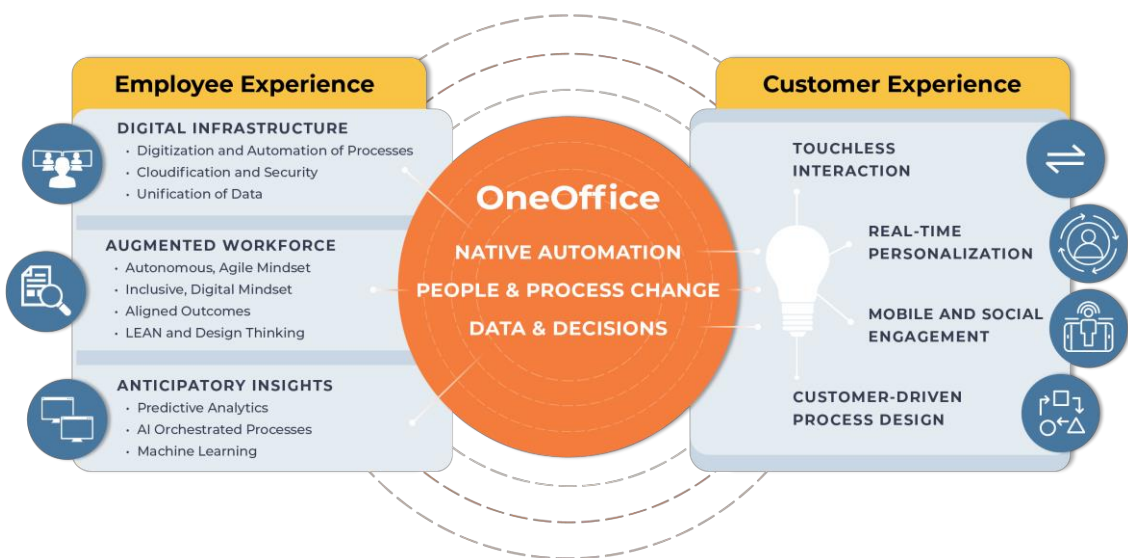 Employee Experience
DIGITAL INFRASTRUCTURE
• Digitization and Automation of Processes
• Cloudification and Security
• Unification of Data
AUGMENTED WORKFORCE
• Autonomous, Agile Mindset
• Inclusive, Digital Mindset
• Aligned Outcomes
• LEAN and Design Thinking
ANTICIPATORY INSIGHTS
• Predictive Analytics
• AI Orchestrated Processes
• Machine Learning
OneOffice
NATIVE AUTOMATION
PEOPLE & PROCESS CHANGE
DATA & DECISIONS
Customer Experience
TOUCHLESS
INTERACTION
REAL-TIME
PERSONALIZATION
MOBILE AND SOCIAL
ENGAGEMENT
CUSTOMER-DRIVEN
PROCESS DESIGN